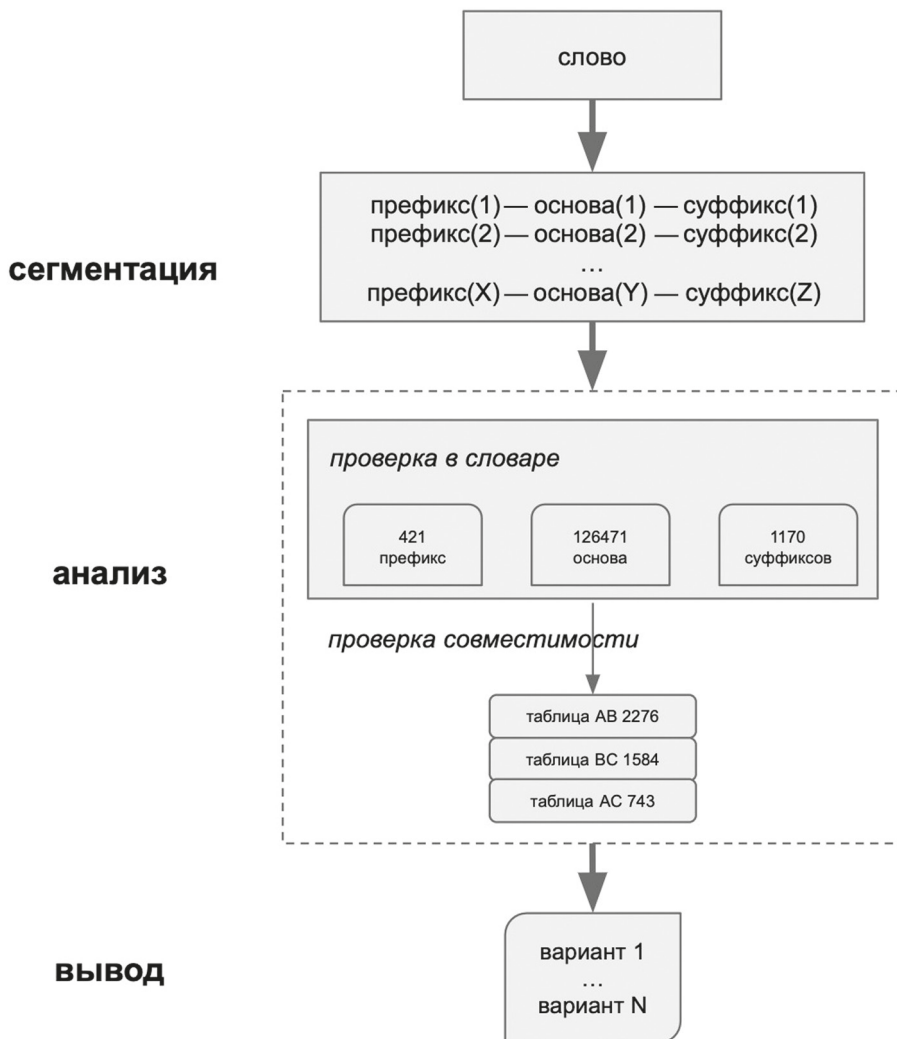 слово
сегментация
префикс(1) — основа(1) — суффикс(1)
префикс(2) — основа(2) — суффикс(2)
…
префикс(X) — основа(Y) — суффикс(Z)
анализ
проверка в словаре
421
префикс
126471
основа
1170
суффиксов
проверка совместимости
таблица AB 2276
таблица BC 1584
таблица AC 743
вывод
вариант 1
…
вариант N